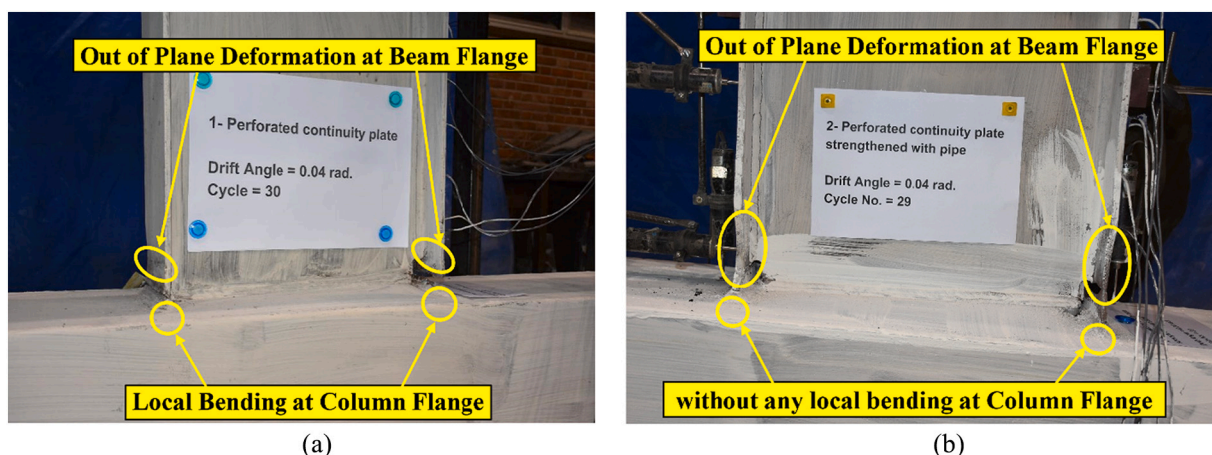 Out of Plane Deformation at Beam Flange
1- Perforated continuity plate
Drift Angle = 0.04 rad.
Cycle = 30
Local Bending at Column Flange
(a)
Out of Plane Deformation at Beam Flange
2- Perforated continuity plate
strengthened with pipe
Drift Angle = 0.04 rad.
Cycle No. = 29
without any local bending at Column Flange
(b)